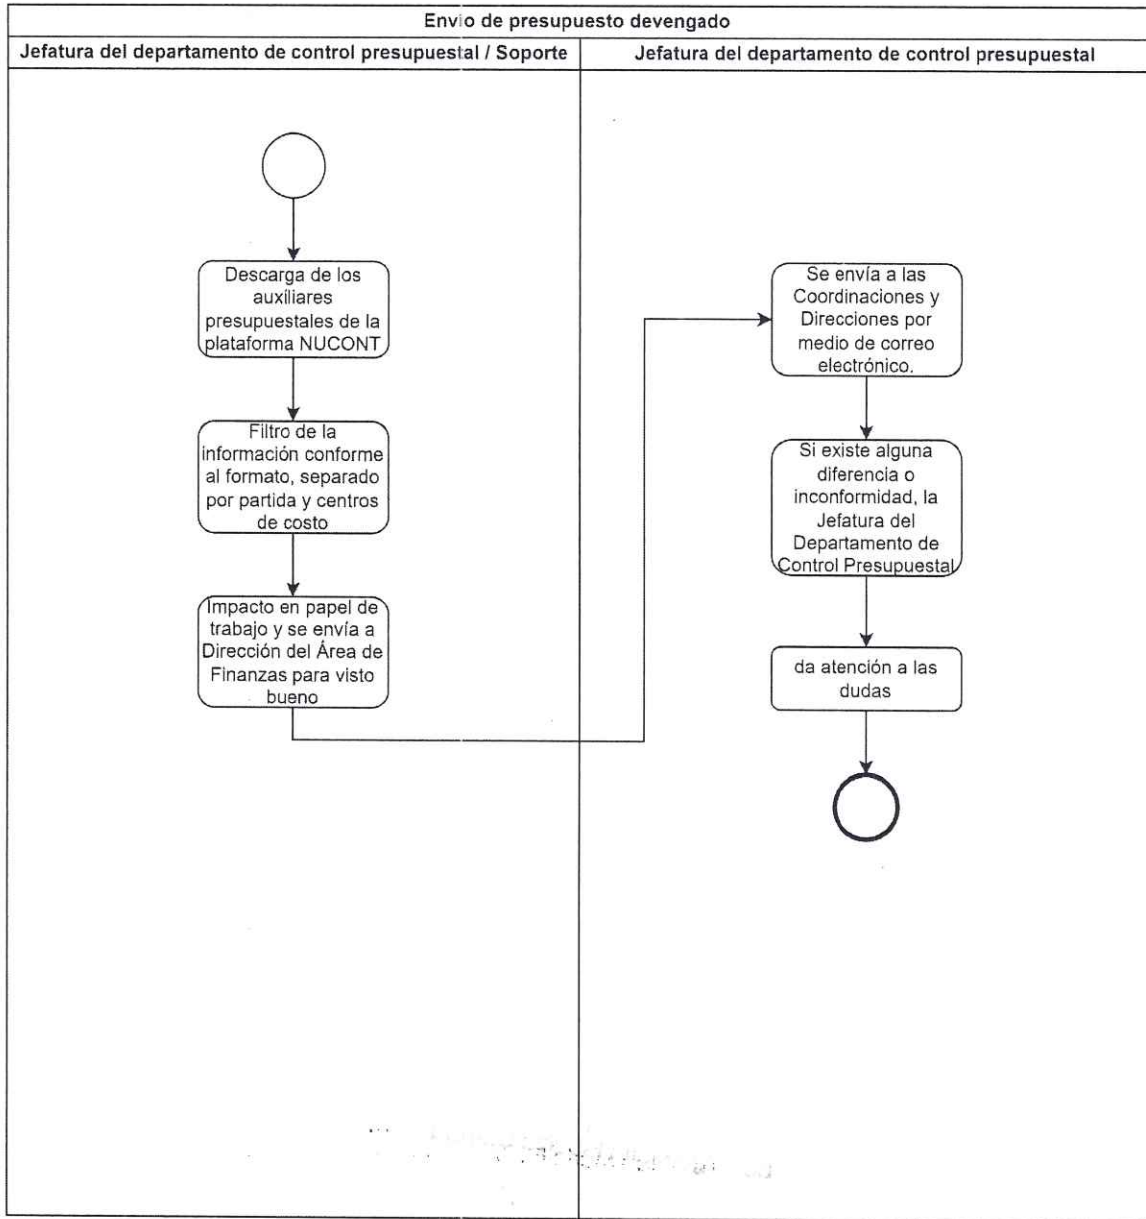 Envio de presupuesto devengado
Jefatura del departamento de control presupuestal / Soporte
Jefatura del departamento de control presupuestal
Descarga de los
auxiliares
presupuestales de la
plataforma NUCONT
Filtro de la
información conforme
al formato, separado
por partida y centros
de costo
Impacto en papel de
trabajo y se envía a
Dirección del Área de
Finanzas para visto
bueno
Se envía a las
Coordinaciones y
Direcciones por
medio de correo
electrónico.
Si existe alguna
diferencia o
inconformidad, la
Jefatura del
Departamento de
Control Presupuestal
da atención a las
dudas